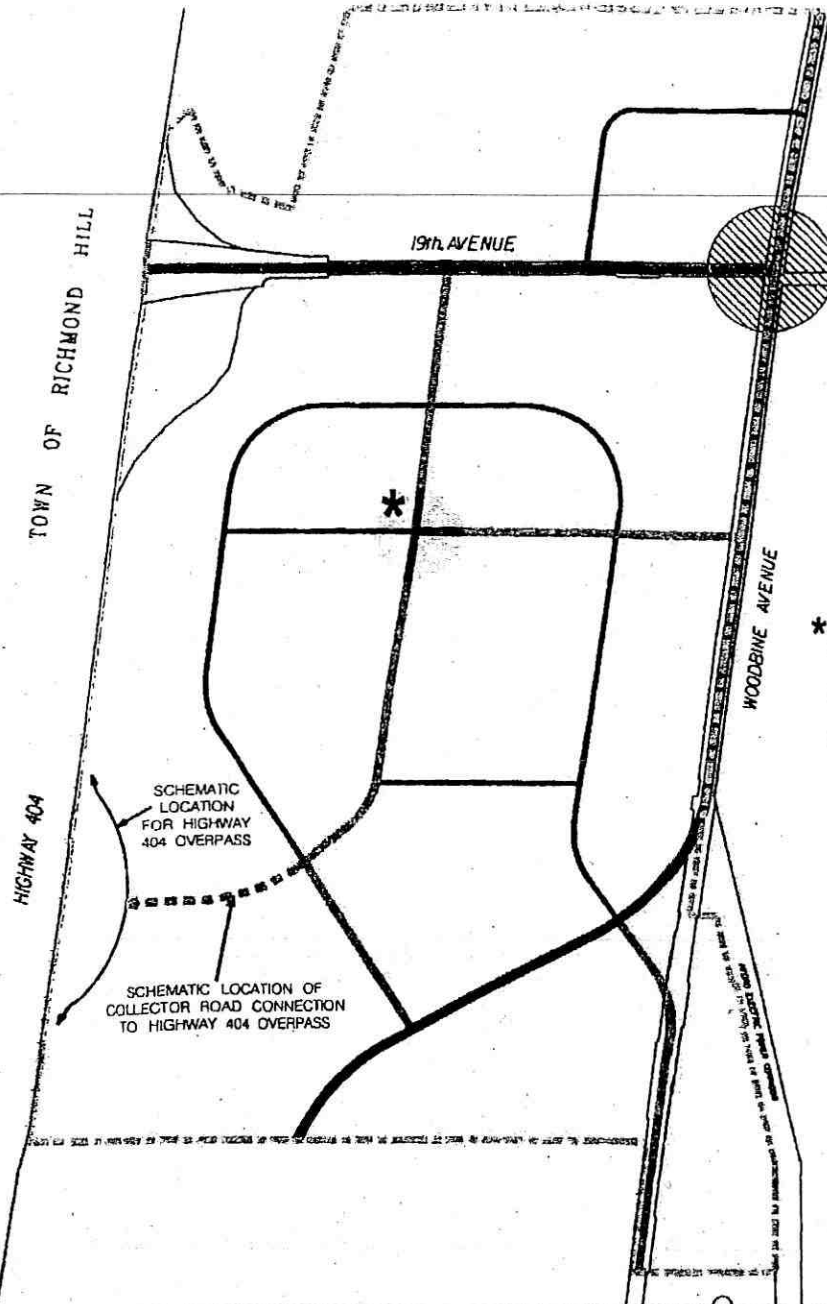 19th. AVENUE
TOWN OF RICHMOND HILL
*
WOODBINE AVENUE
*
HIGHWAY 404
SCHEMATIC
LOCATION
FOR HIGHWAY
404 OVERPASS
SCHEMATIC LOCATION OF
COLLECTOR ROAD CONNECTION
TO HIGHWAY 404 OVERPASS